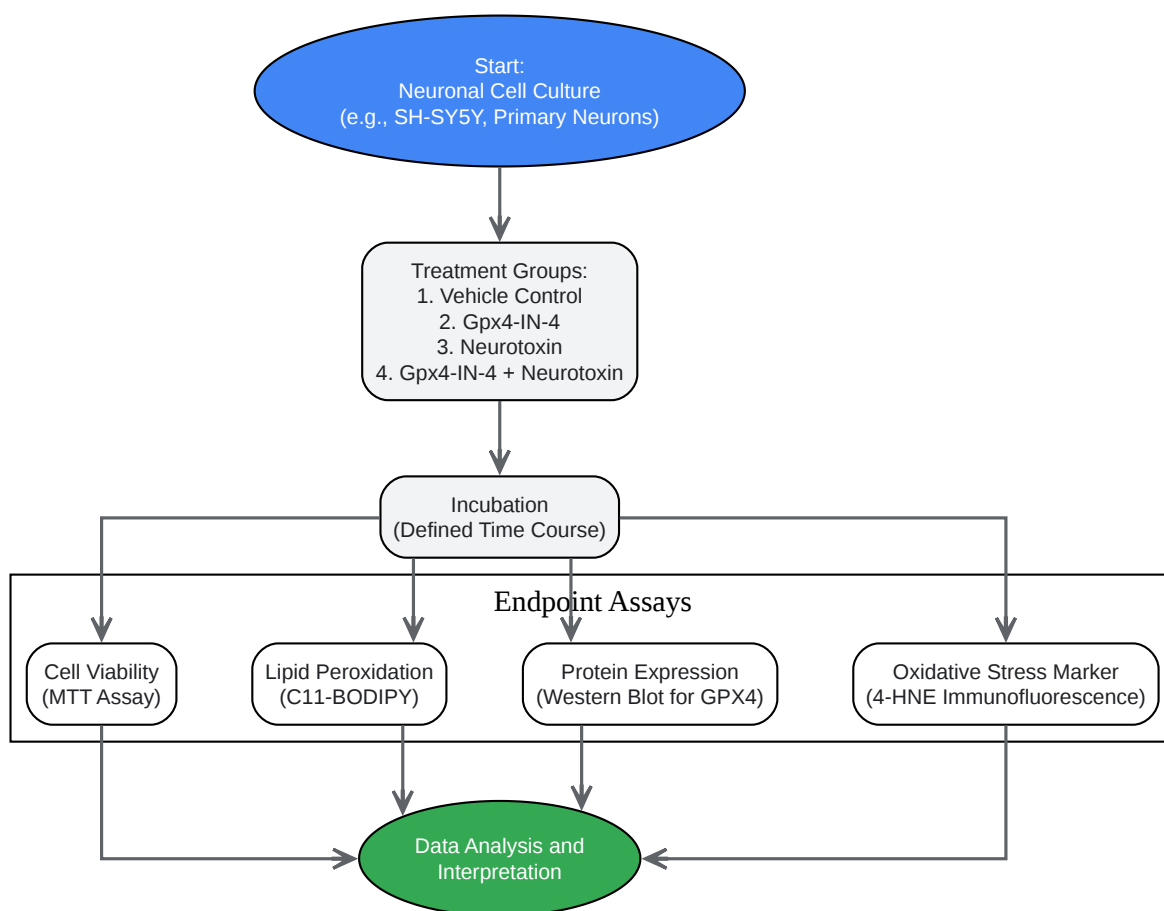 Start:
Neuronal Cell Culture
(e.g., SH-SY5Y, Primary Neurons)
Treatment Groups:
1. Vehicle Control
2. Gpx4-IN-4
3. Neurotoxin
4. Gpx4-IN-4 + Neurotoxin
Incubation
(Defined Time Course)
Endpoint Assays
Cell Viability
(MTT Assay)
Lipid Peroxidation
(C11-BODIPY)
Protein Expression
(Western Blot for GPX4)
Oxidative Stress Marker
(4-HNE Immunofluorescence)
Data Analysis and
Interpretation